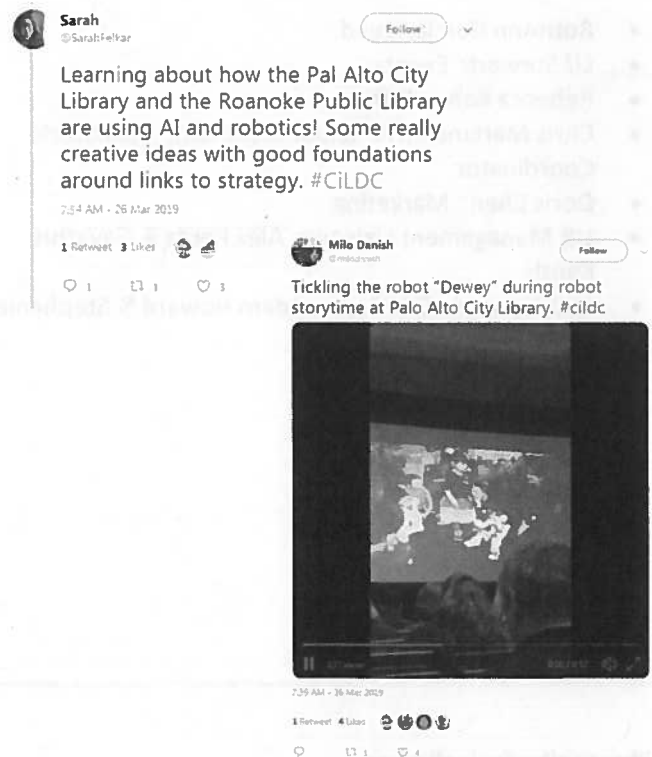 Sarah
@SarahFelkar
Follow
Learning about how the Pal Alto City
Library and the Roanoke Public Library
are using AI and robotics! Some really
creative ideas with good foundations
around links to strategy. #CiLDC
7:54 AM - 26 Mar 2019
1 Retweet 3 Likes
1 1 3
Milo Danish
Follow
Tickling the robot "Dewey" during robot
storytime at Palo Alto City Library. #cildc
AM - 26 Mar 2019
1 Retweet 4 Likes
1 4